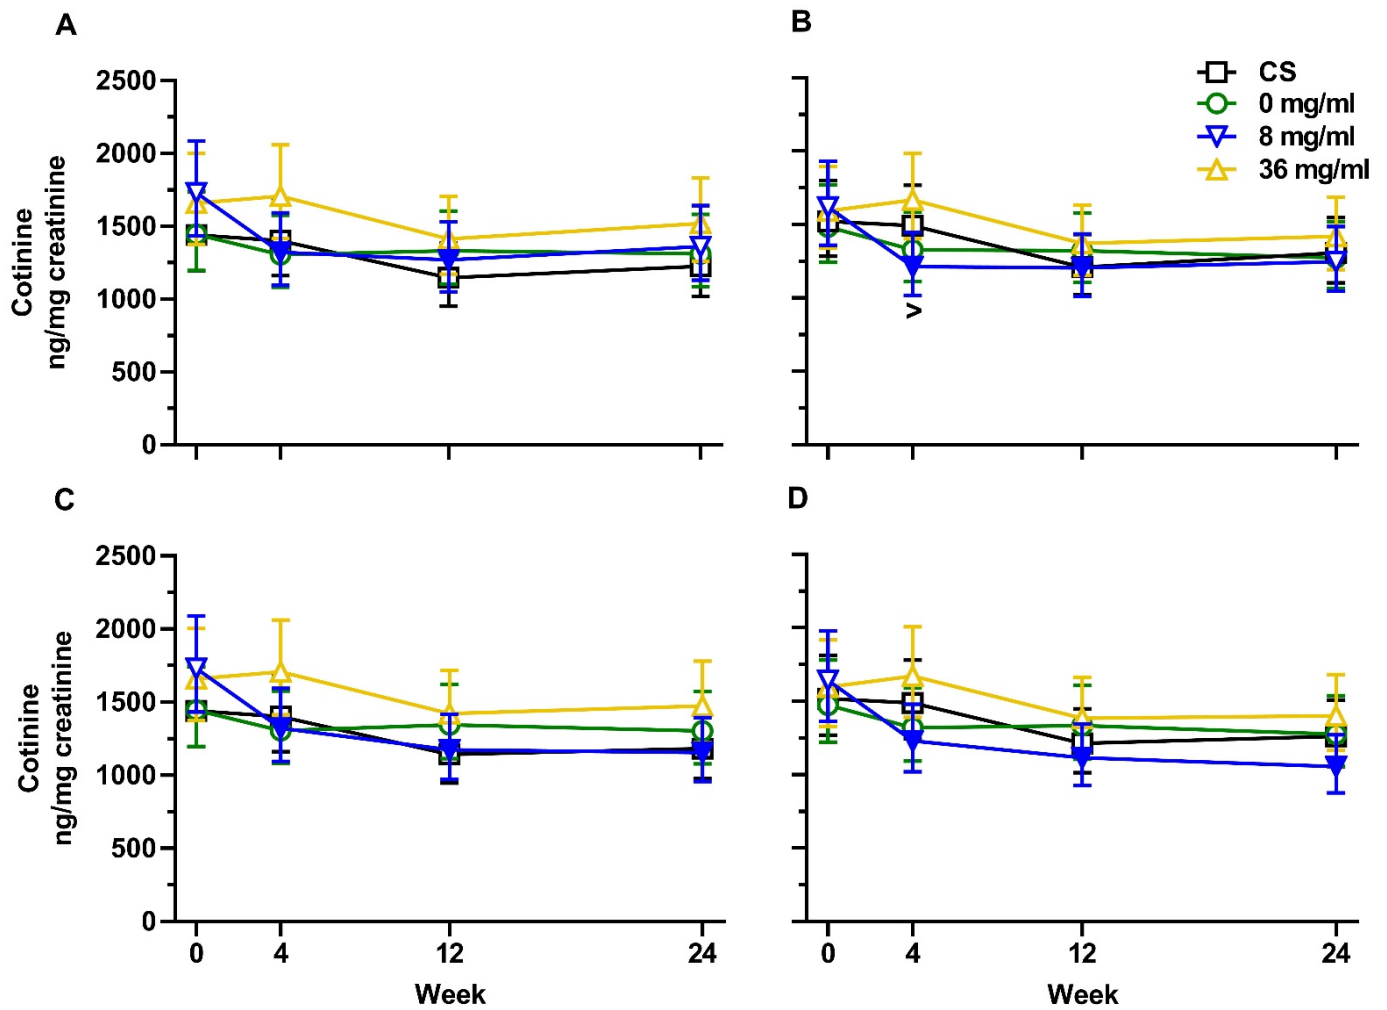 A
B
CS
0 mg/ml
8 mg/ml
36 mg/ml
2500
2000
1500
1000
500
0
Cotinine
ng/mg creatinine
>
C
D
2500
2000
1500
1000
500
0
Cotinine
ng/mg creatinine
0 4 12 24
0 4 12 24
Week
Week